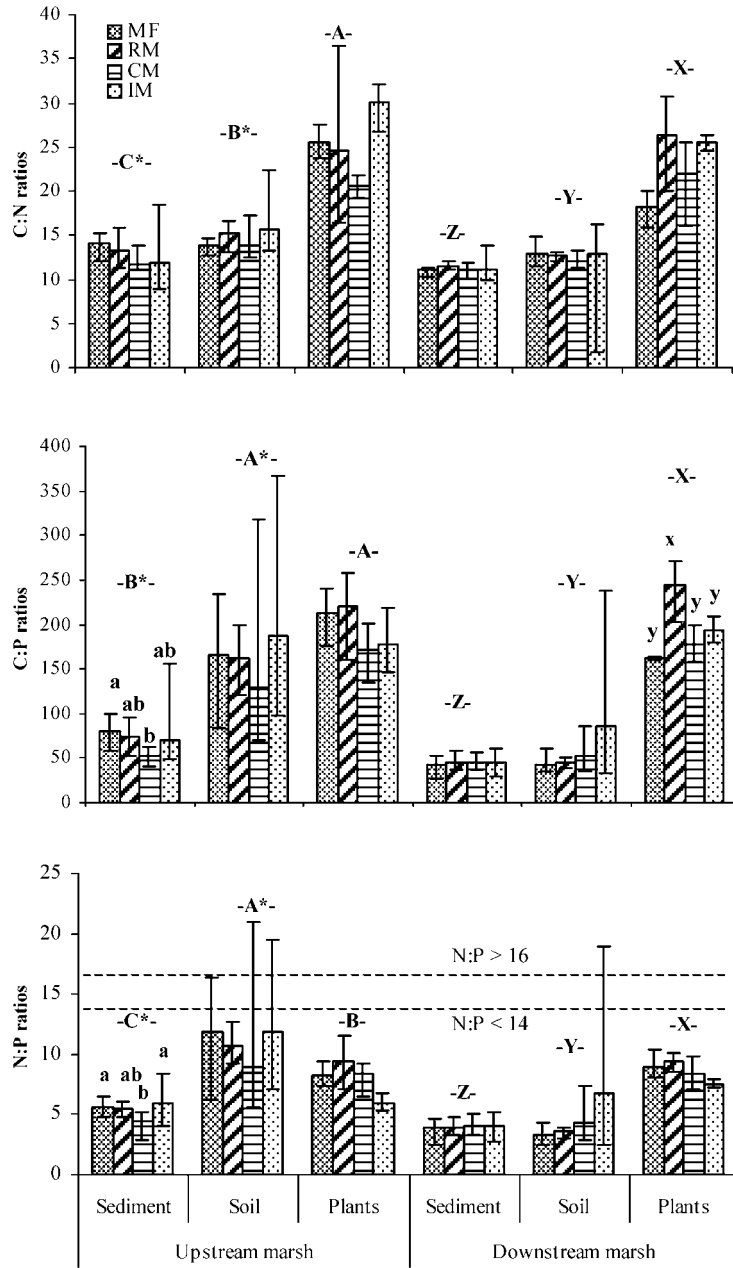 40
35
30
25
20
15
10
5
0
C:N ratios
MF
RM
CM
IM
-C*-
-B*-
-A-
-Z-
-Y-
-X-
400
350
300
250
200
150
100
50
0
C:P ratios
-B*-
a
ab
b
ab
-A*-
-A-
-Z-
-Y-
-X-
y
x
y
y
25
20
15
10
5
0
N:P ratios
-C*-
a
ab
b
a
-A*-
-B-
N:P > 16
N:P < 14
-Z-
-Y-
-X-
Sediment Soil Plants Sediment Soil Plants
Upstream marsh Downstream marsh